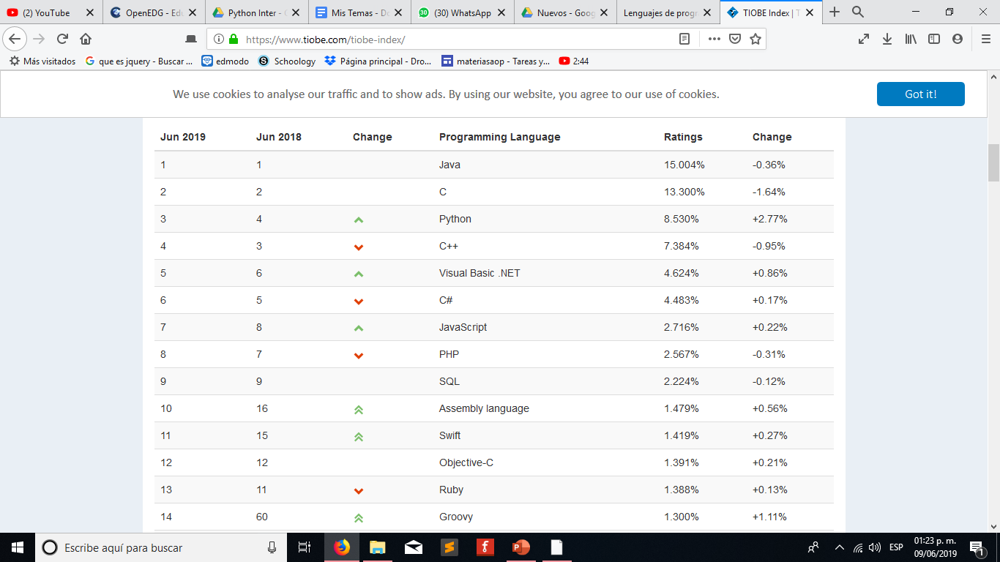 (2) YouTube
OpenEDG - Edu
Python Inter - G
Mis Temas - Do
(30) WhatsApp
Nuevos - Goog
Lenguajes de progr
TIOBE Index | T
https://www.tiobe.com/tiobe-index/
Más visitados
que es jquery - Buscar ...
edmodo
Schoology
Página principal - Dro...
materiasaop - Tareas y...
2:44
We use cookies to analyse our traffic and to show ads. By using our website, you agree to our use of cookies.
Got it!
Jun 2019 Jun 2018 Change Programming Language Ratings Change
1 1 Java 15.004% -0.36%
2 2 C 13.300% -1.64%
3 4 Python 8.530% +2.77%
4 3 C++ 7.384% -0.95%
5 6 Visual Basic .NET 4.624% +0.86%
6 5 C# 4.483% +0.17%
7 8 JavaScript 2.716% +0.22%
8 7 PHP 2.567% -0.31%
9 9 SQL 2.224% -0.12%
10 16 Assembly language 1.479% +0.56%
11 15 Swift 1.419% +0.27%
12 12 Objective-C 1.391% +0.21%
13 11 Ruby 1.388% +0.13%
14 60 Groovy 1.300% +1.11%
Escribe aquí para buscar
ESP
01:23 p. m.
09/06/2019
1